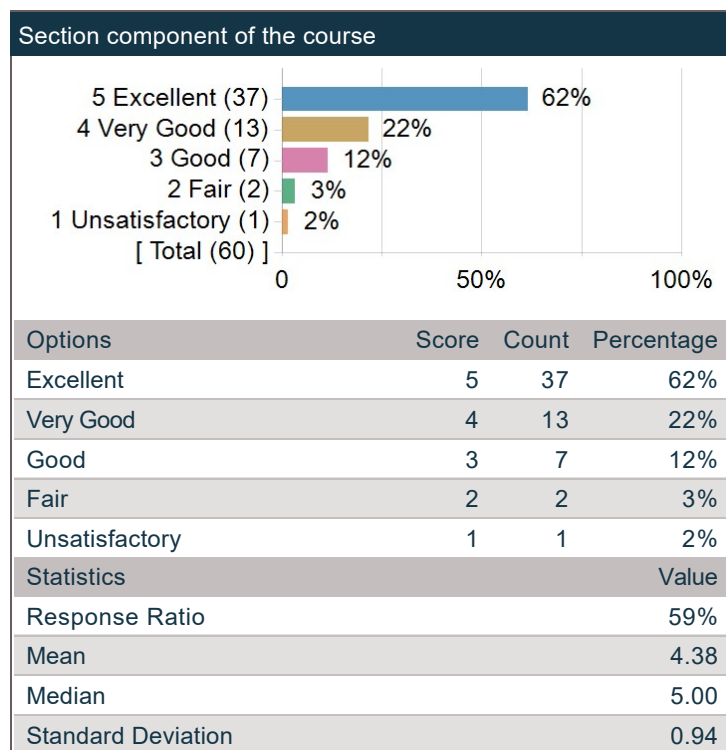 Section component of the course
5 Excellent (37) 62%
4 Very Good (13) 22%
3 Good (7) 12%
2 Fair (2) 3%
1 Unsatisfactory (1) 2%
[ Total (60) ]
0 50% 100%
Options Score Count Percentage
Excellent 5 37 62%
Very Good 4 13 22%
Good 3 7 12%
Fair 2 2 3%
Unsatisfactory 1 1 2%
Statistics Value
Response Ratio 59%
Mean 4.38
Median 5.00
Standard Deviation 0.94